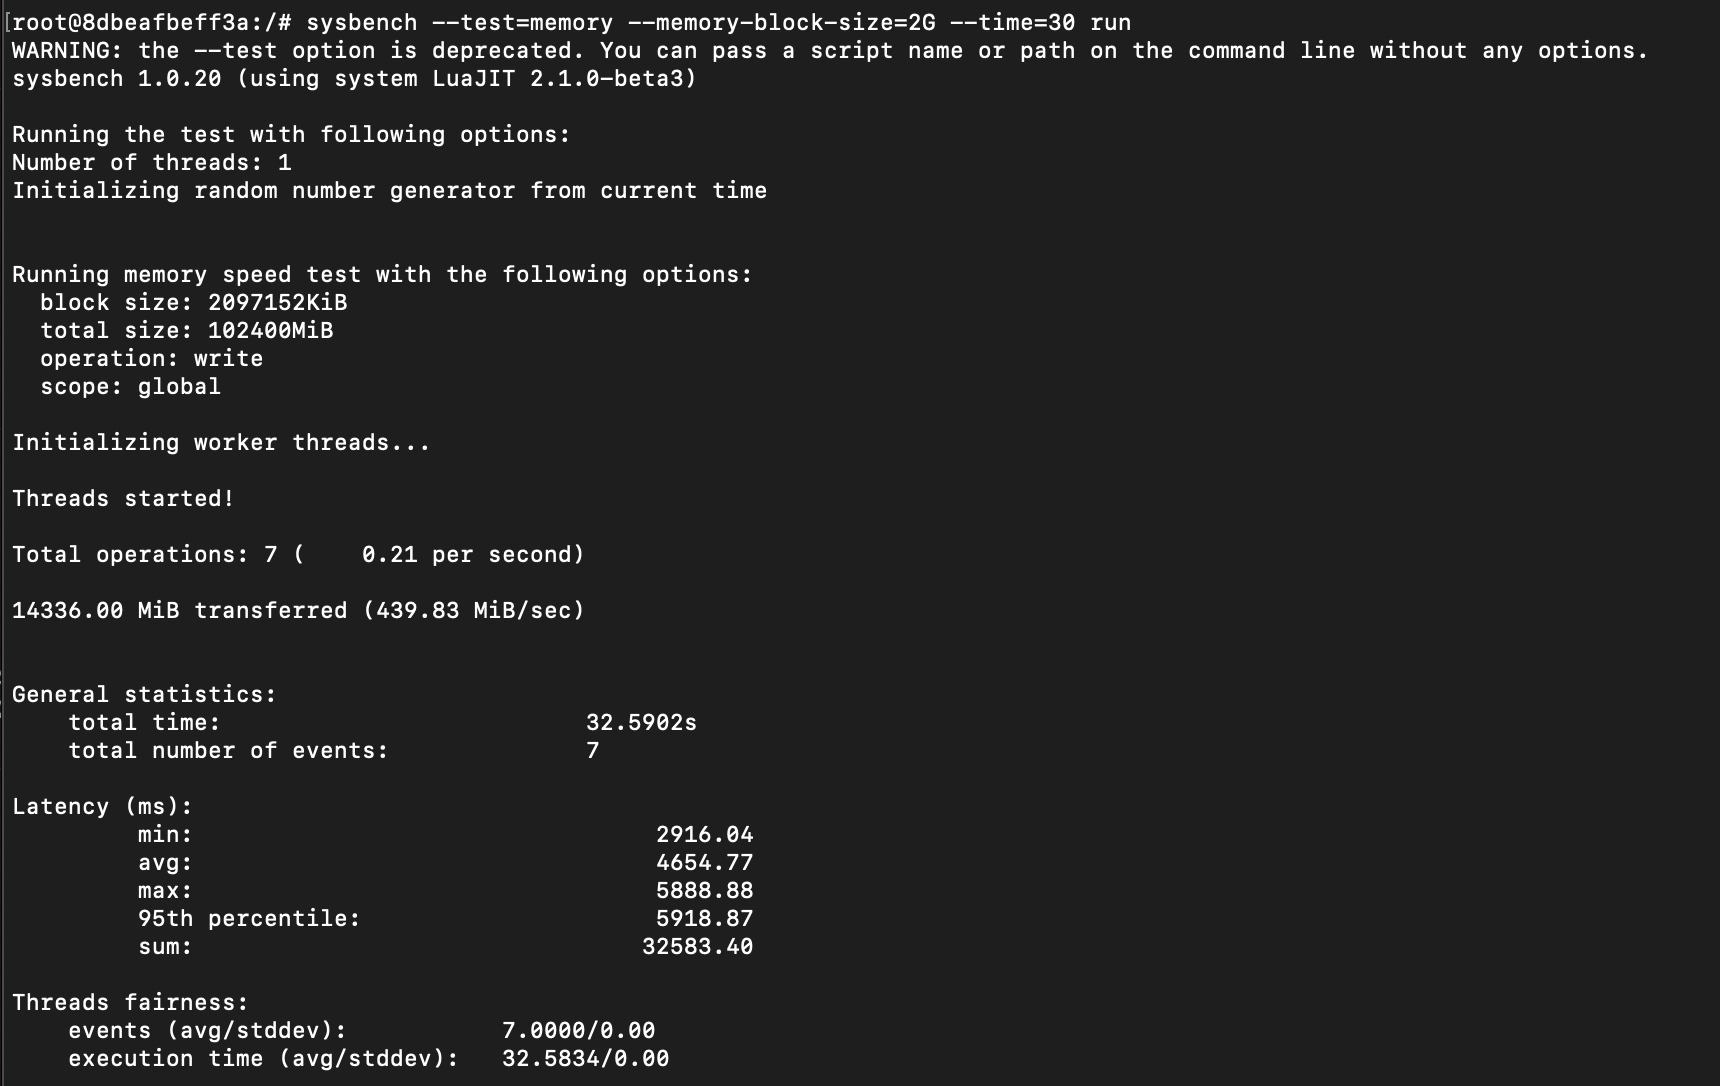 [root@8dbeafbeff3a:/# sysbench --test=memory --memory-block-size=2G --time=30 run
WARNING: the --test option is deprecated. You can pass a script name or path on the command line without any options.
sysbench 1.0.20 (using system LuaJIT 2.1.0-beta3)
Running the test with following options:
Number of threads: 1
Initializing random number generator from current time
Running memory speed test with the following options:
block size: 2097152KiB
total size: 102400MiB
operation: write
scope: global
Initializing worker threads...
Threads started!
Total operations: 7 (    0.21 per second)
14336.00 MiB transferred (439.83 MiB/sec)
General statistics:
total time: 32.5902s
total number of events: 7
Latency (ms):
min: 2916.04
avg: 4654.77
max: 5888.88
95th percentile: 5918.87
sum: 32583.40
Threads fairness:
events (avg/stddev): 7.0000/0.00
execution time (avg/stddev): 32.5834/0.00